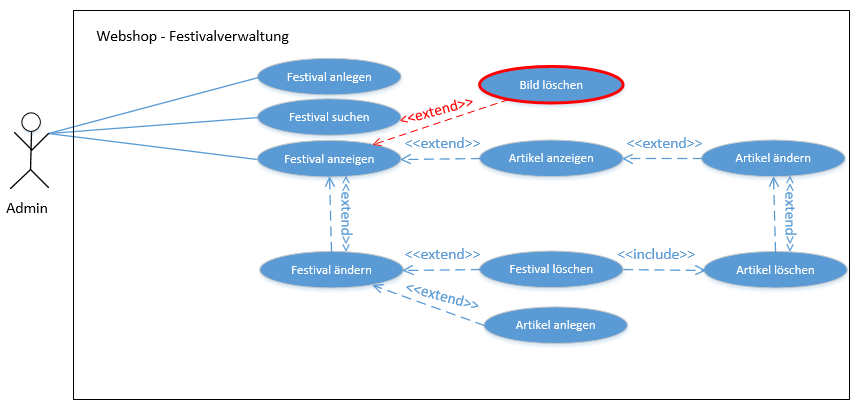 Webshop - Festivalverwaltung
Festival anlegen
Bild löschen
<<extend>>
Festival suchen
Festival anzeigen
<<extend>>
Artikel anzeigen
<<extend>>
Artikel ändern
Admin
<<extend>>
<<extend>>
Festival ändern
<<extend>>
Festival löschen
<<include>>
Artikel löschen
<<extend>>
Artikel anlegen